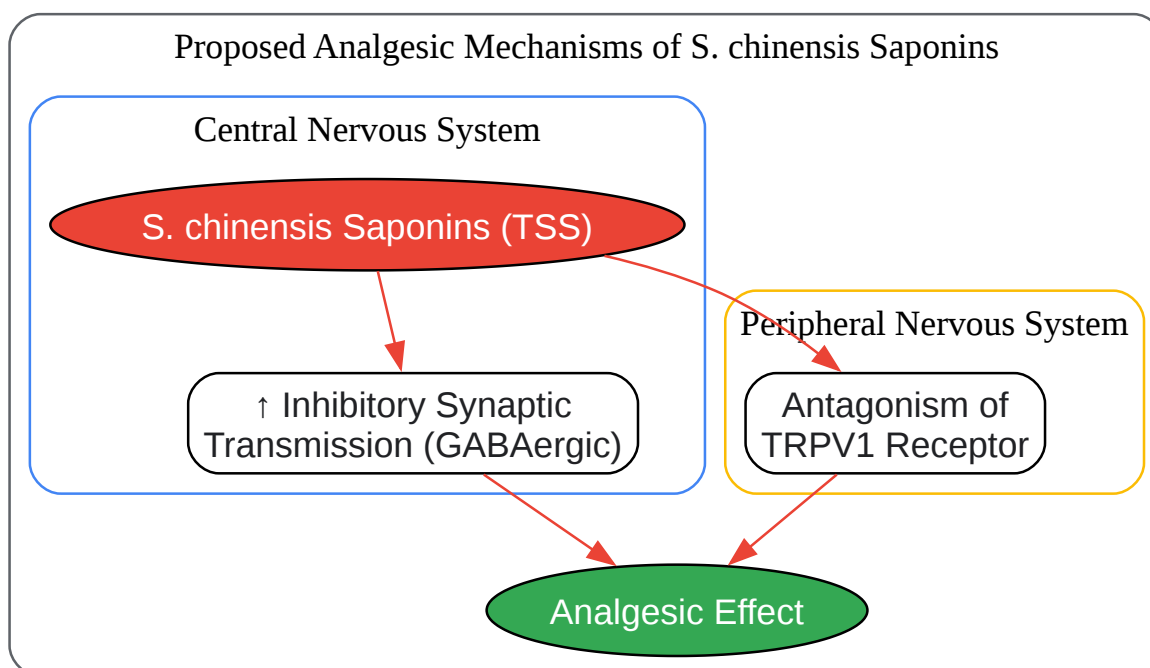 Proposed Analgesic Mechanisms of S. chinensis Saponins
Central Nervous System
S. chinensis Saponins (TSS)
Peripheral Nervous System
↑ Inhibitory Synaptic
Transmission (GABAergic)
Antagonism of
TRPV1 Receptor
Analgesic Effect